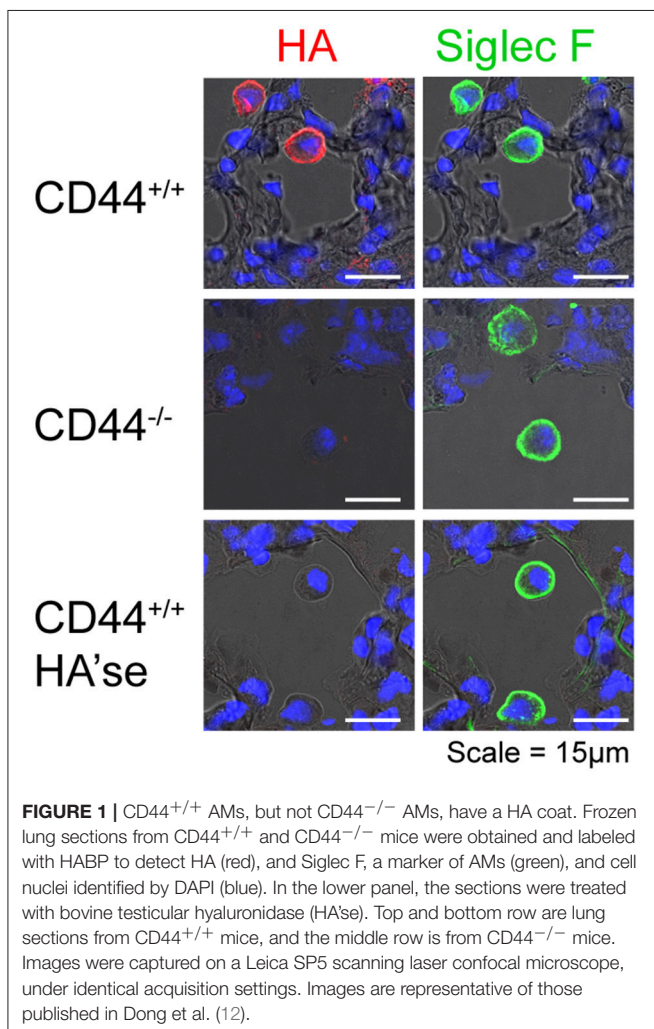 HA Siglec F
CD44+/+
CD44-/-
CD44+/+
HA'se
Scale = 15µm
FIGURE 1 | CD44+/+ AMs, but not CD44−/− AMs, have a HA coat. Frozen
lung sections from CD44+/+ and CD44−/− mice were obtained and labeled
with HABP to detect HA (red), and Siglec F, a marker of AMs (green), and cell
nuclei identified by DAPI (blue). In the lower panel, the sections were treated
with bovine testicular hyaluronidase (HA'se). Top and bottom row are lung
sections from CD44+/+ mice, and the middle row is from CD44−/− mice.
Images were captured on a Leica SP5 scanning laser confocal microscope,
under identical acquisition settings. Images are representative of those
published in Dong et al. (12).